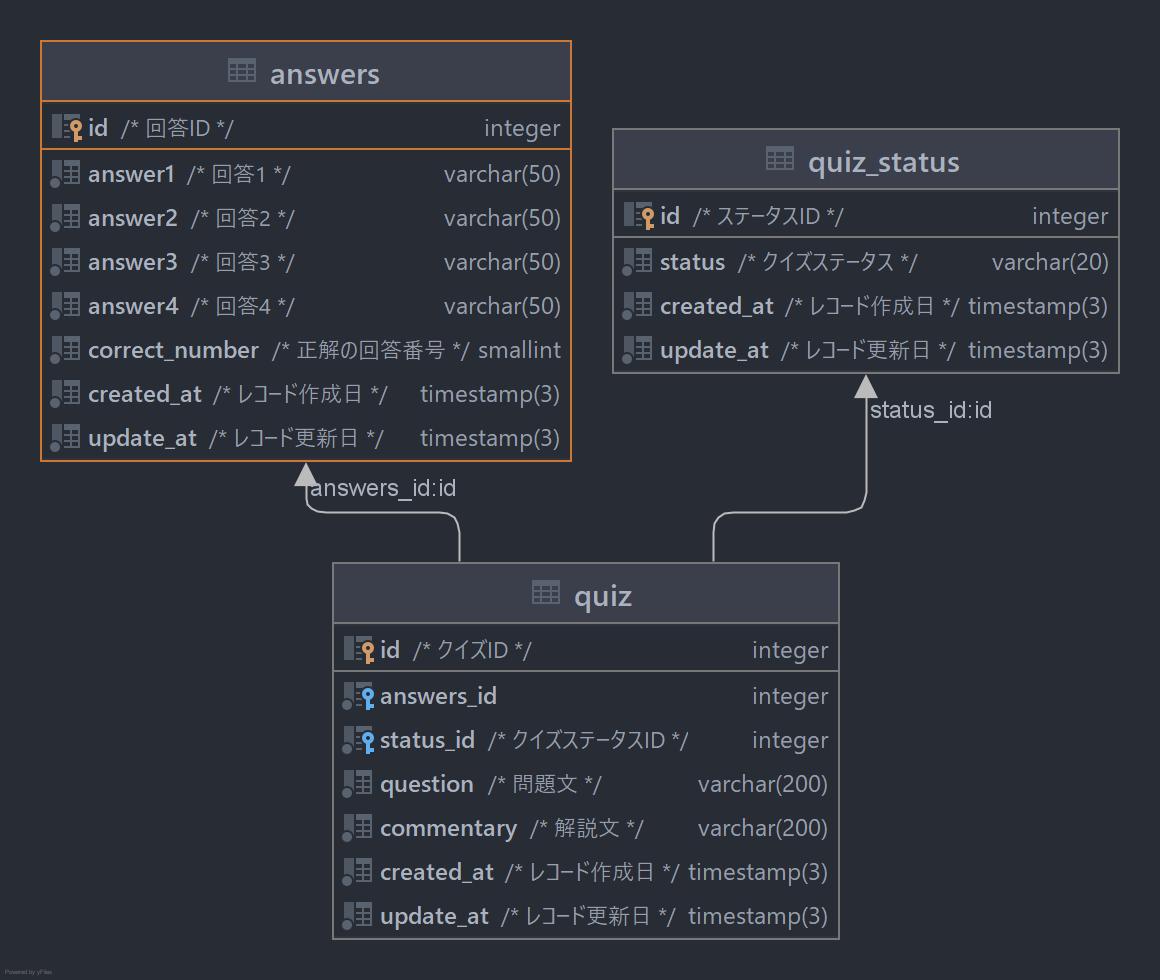 answers
id /* 回答ID */ integer
answer1 /* 回答1 */ varchar(50)
answer2 /* 回答2 */ varchar(50)
answer3 /* 回答3 */ varchar(50)
answer4 /* 回答4 */ varchar(50)
correct_number /* 正解の回答番号 */ smallint
created_at /* レコード作成日 */ timestamp(3)
update_at /* レコード更新日 */ timestamp(3)
quiz_status
id /* ステータスID */ integer
status /* クイズステータス */ varchar(20)
created_at /* レコード作成日 */ timestamp(3)
update_at /* レコード更新日 */ timestamp(3)
status_id:id
answers_id:id
quiz
id /* クイズID */ integer
answers_id integer
status_id /* クイズステータスID */ integer
question /* 問題文 */ varchar(200)
commentary /* 解説文 */ varchar(200)
created_at /* レコード作成日 */ timestamp(3)
update_at /* レコード更新日 */ timestamp(3)
Powered by yFiles